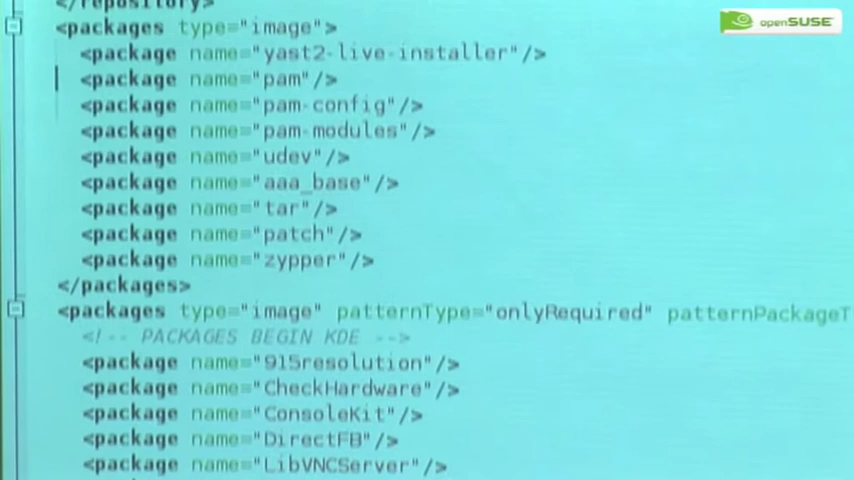 </repository>
openSUSE
<packages type="image">
<package name="yast2-live-installer"/>
<package name="pam"/>
<package name="pam-config"/>
<package name="pam-modules"/>
<package name="udev"/>
<package name="aaa_base"/>
<package name="tar"/>
<package name="patch"/>
<package name="zypper"/>
</packages>
<packages type="image" patternType="onlyRequired" patternPackageT
<!-- PACKAGES BEGIN KDE -->
<package name="915resolution"/>
<package name="CheckHardware"/>
<package name="ConsoleKit"/>
<package name="DirectFB"/>
<package name="LibVNCServer"/>